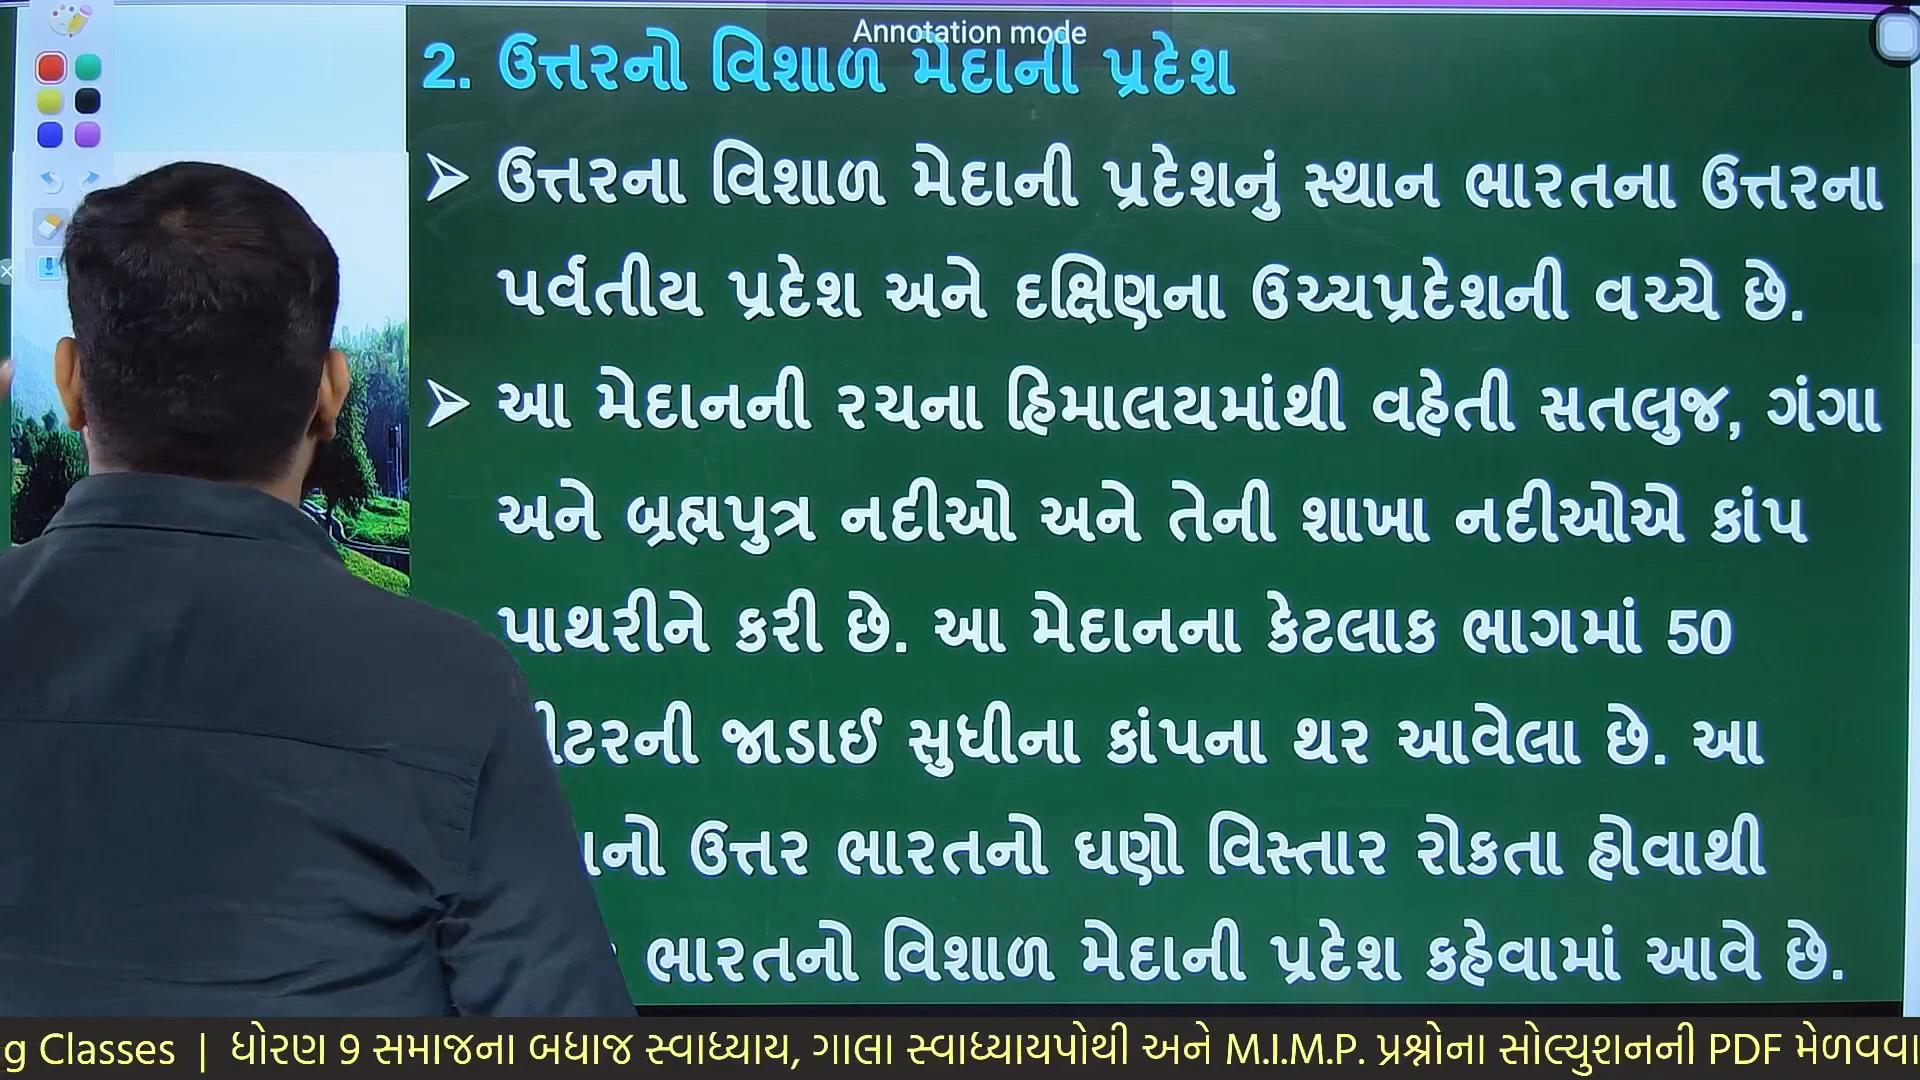 Annotation mode
2. ઉત્તરનો વિશાળ મેદાની પ્રદેશ
➢ ઉત્તરના વિશાળ મેદાની પ્રદેશનું સ્થાન ભારતના ઉત્તરના
પર્વતીય પ્રદેશ અને દક્ષિણના ઉચ્ચપ્રદેશની વચ્ચે છે.
➢ આ મેદાનની રચના હિમાલયમાંથી વહેતી સતલુજ, ગંગા
અને બ્રહ્મપુત્ર નદીઓ અને તેની શાખા નદીઓએ કાંપ
પાથરીને કરી છે. આ મેદાનના કેટલાક ભાગમાં 50
જાડાઈ સુધીના કાંપના થર આવેલા છે. આ
ઉત્તર ભારતનો ઘણો વિસ્તાર રોકતા હોવાથી
ભારતનો વિશાળ મેદાની પ્રદેશ કહેવામાં આવે છે.
g Classes | ધોરણ 9 સમાજના બધાજ સ્વાધ્યાય, ગાલા સ્વાધ્યાયપોથી અને M.I.M.P. પ્રશ્નોના સોલ્યુશનની PDF મેળવવા